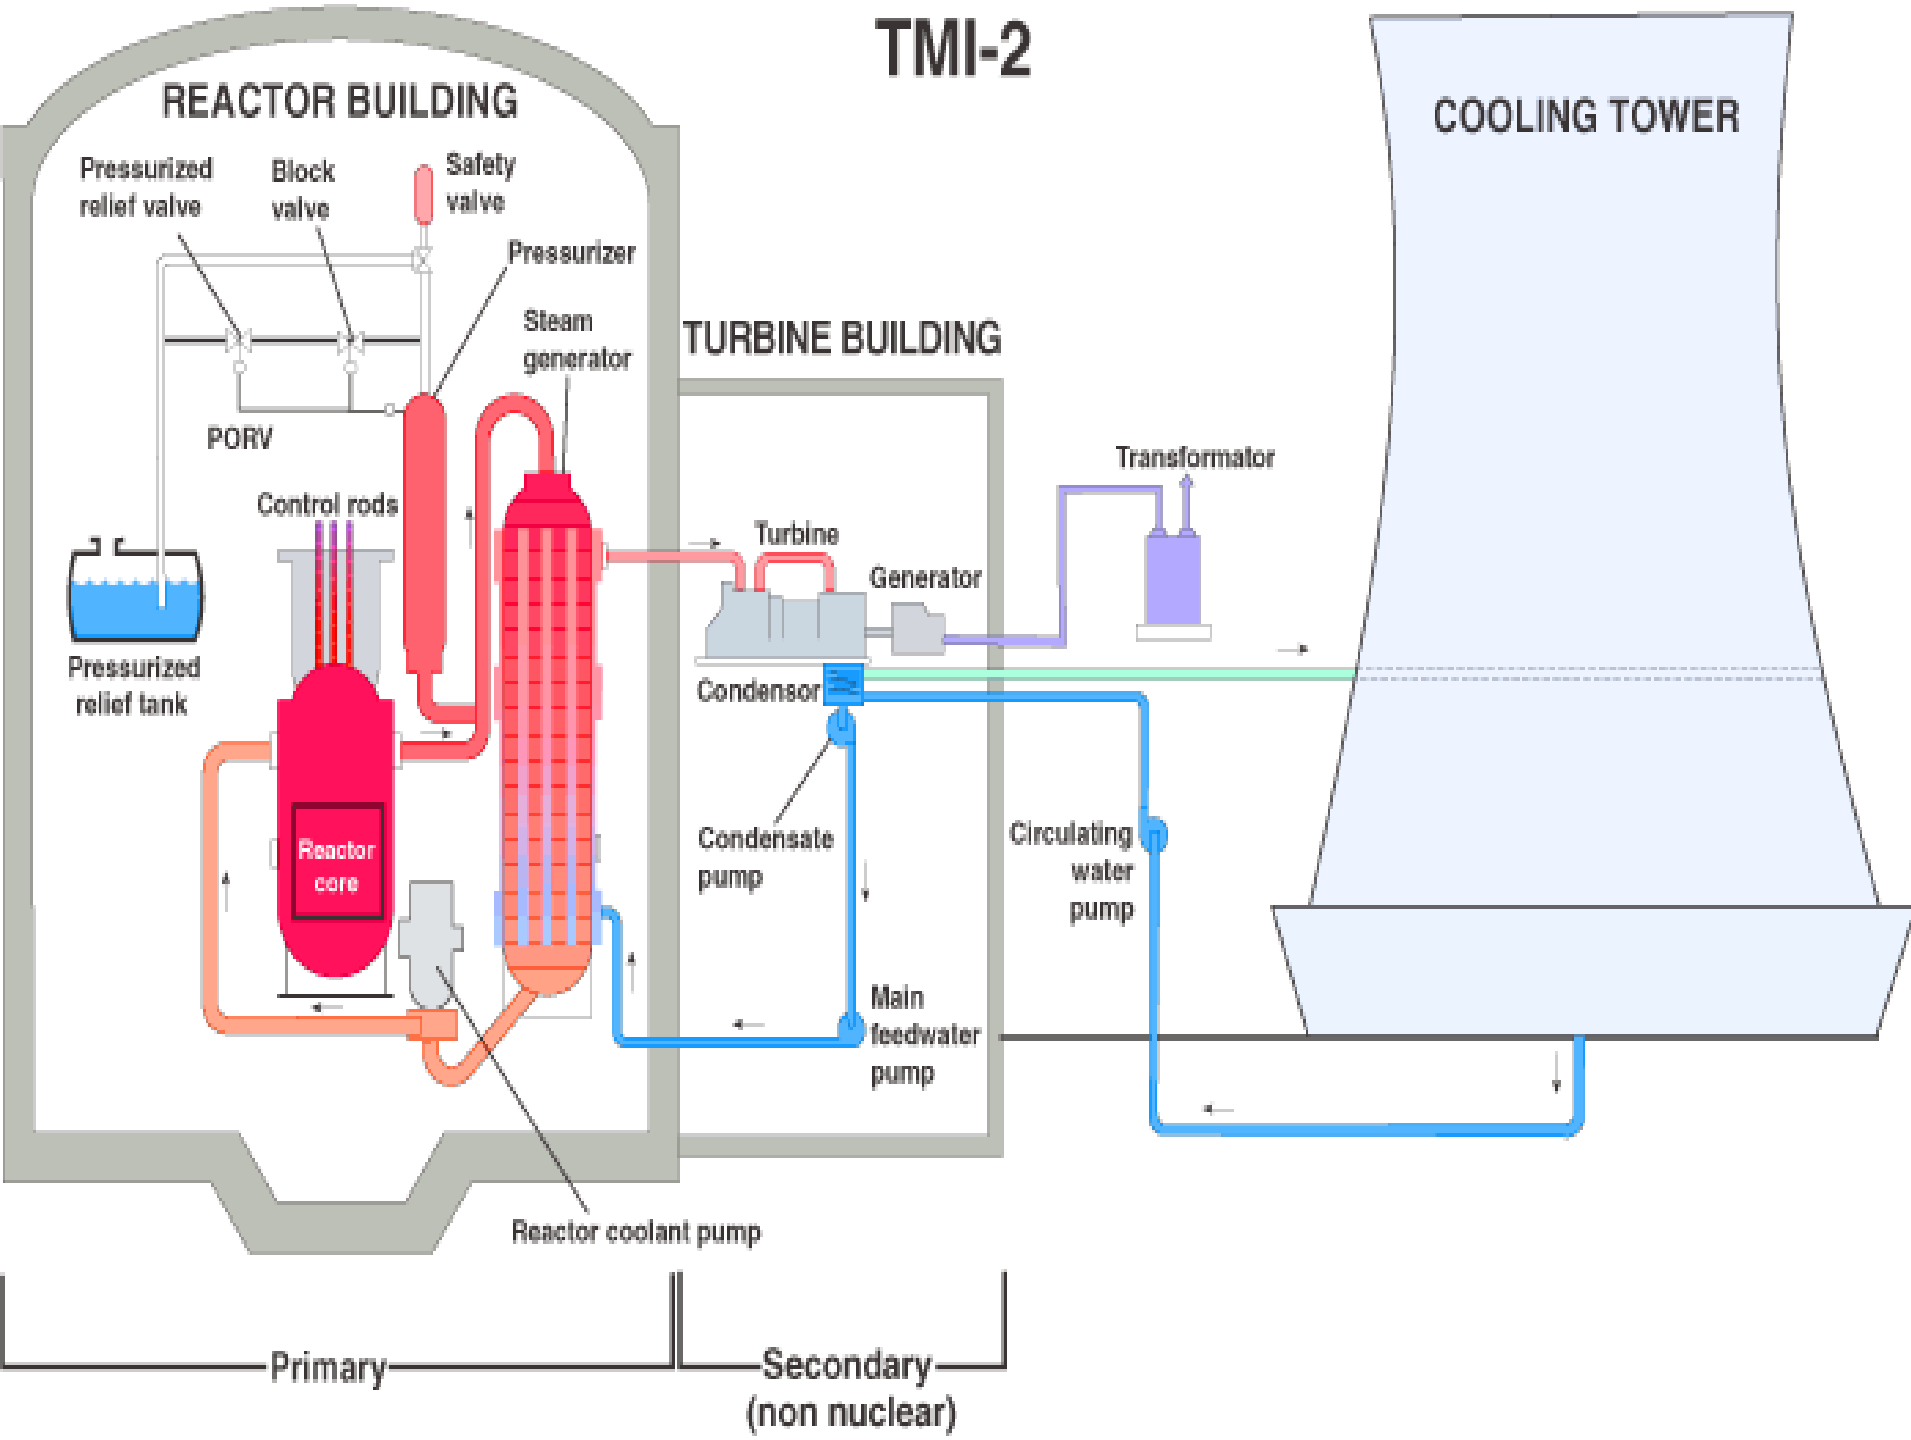 TMI-2
REACTOR BUILDING
COOLING TOWER
Pressurized
relief valve
Block
valve
Safety
valve
Pressurizer
Steam
generator
TURBINE BUILDING
PORV
Control rods
Transformator
Turbine
Generator
Pressurized
relief tank
Condensor
Reactor
core
Condensate
pump
Circulating
water
pump
Main
feedwater
pump
Reactor coolant pump
Primary
Secondary
(non nuclear)